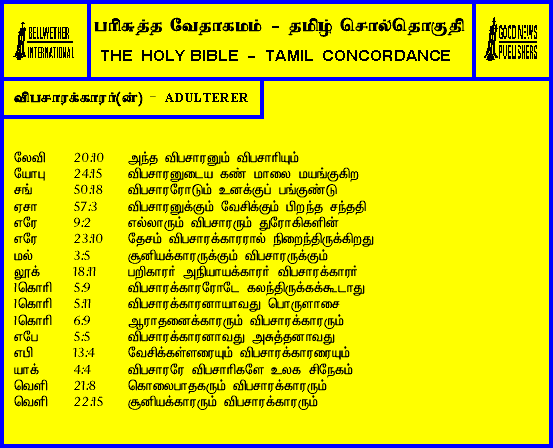 BELLWETHER INTERNATIONAL
பரிசுத்த வேதாகமம் - தமிழ் சொல்தொகுதி
THE HOLY BIBLE - TAMIL CONCORDANCE
GOOD NEWS PUBLISHERS
விபசாரக்காரர்(ன்) - ADULTERER
லேவி 20:10 அந்த விபசாரனும் விபசாரியும்
யோபு 24:15 விபசாரனுடைய கண் மாலை மயங்குகிற
சங் 50:18 விபசாரரோடும் உனக்குப் பங்குண்டு
ஏசா 57:3 விபசாரனுக்கும் வேசிக்கும் பிறந்த சந்ததி
எரே 9:2 எல்லாரும் விபசாரரும் துரோகிகளின்
எரே 23:10 தேசம் விபசாரக்காரரால் நிறைந்திருக்கிறது
மல் 3:5 சூனியக்காரருக்கும் விபசாரருக்கும்
லூக் 18:11 பறிகாரர் அநியாயக்காரர் விபசாரக்காரர்
1கொரி 5:9 விபசாரக்காரரோடே கலந்திருக்கக்கூடாது
1கொரி 5:11 விபசாரக்காரனாயாவது பொருளாசை
1கொரி 6:9 ஆராதனைக்காரரும் விபசாரக்காரரும்
எபே 5:5 விபசாரக்காரனாவது அசுத்தனாவது
எபி 13:4 வேசிக்கள்ளரையும் விபசாரக்காரரையும்
யாக் 4:4 விபசாரரே விபசாரிகளே உலக சிநேகம்
வெளி 21:8 கொலைபாதகரும் விபசாரக்காரரும்
வெளி 22:15 சூனியக்காரரும் விபசாரக்காரரும்